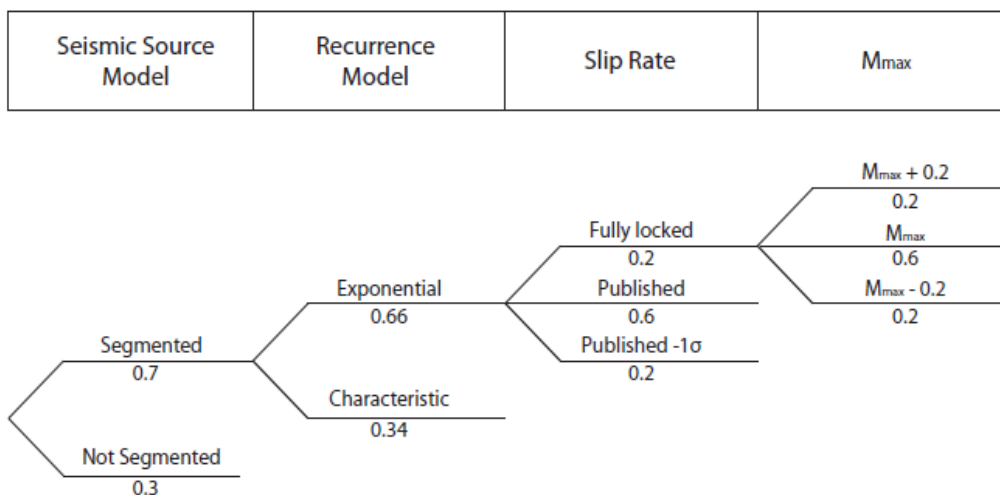 Seismic Source
Model
Recurrence
Model
Slip Rate
Mmax
Mmax + 0.2
0.2
Fully locked
0.2
Mmax
0.6
Exponential
0.66
Published
0.6
Mmax - 0.2
0.2
Segmented
0.7
Published -1σ
0.2
Characteristic
0.34
Not Segmented
0.3